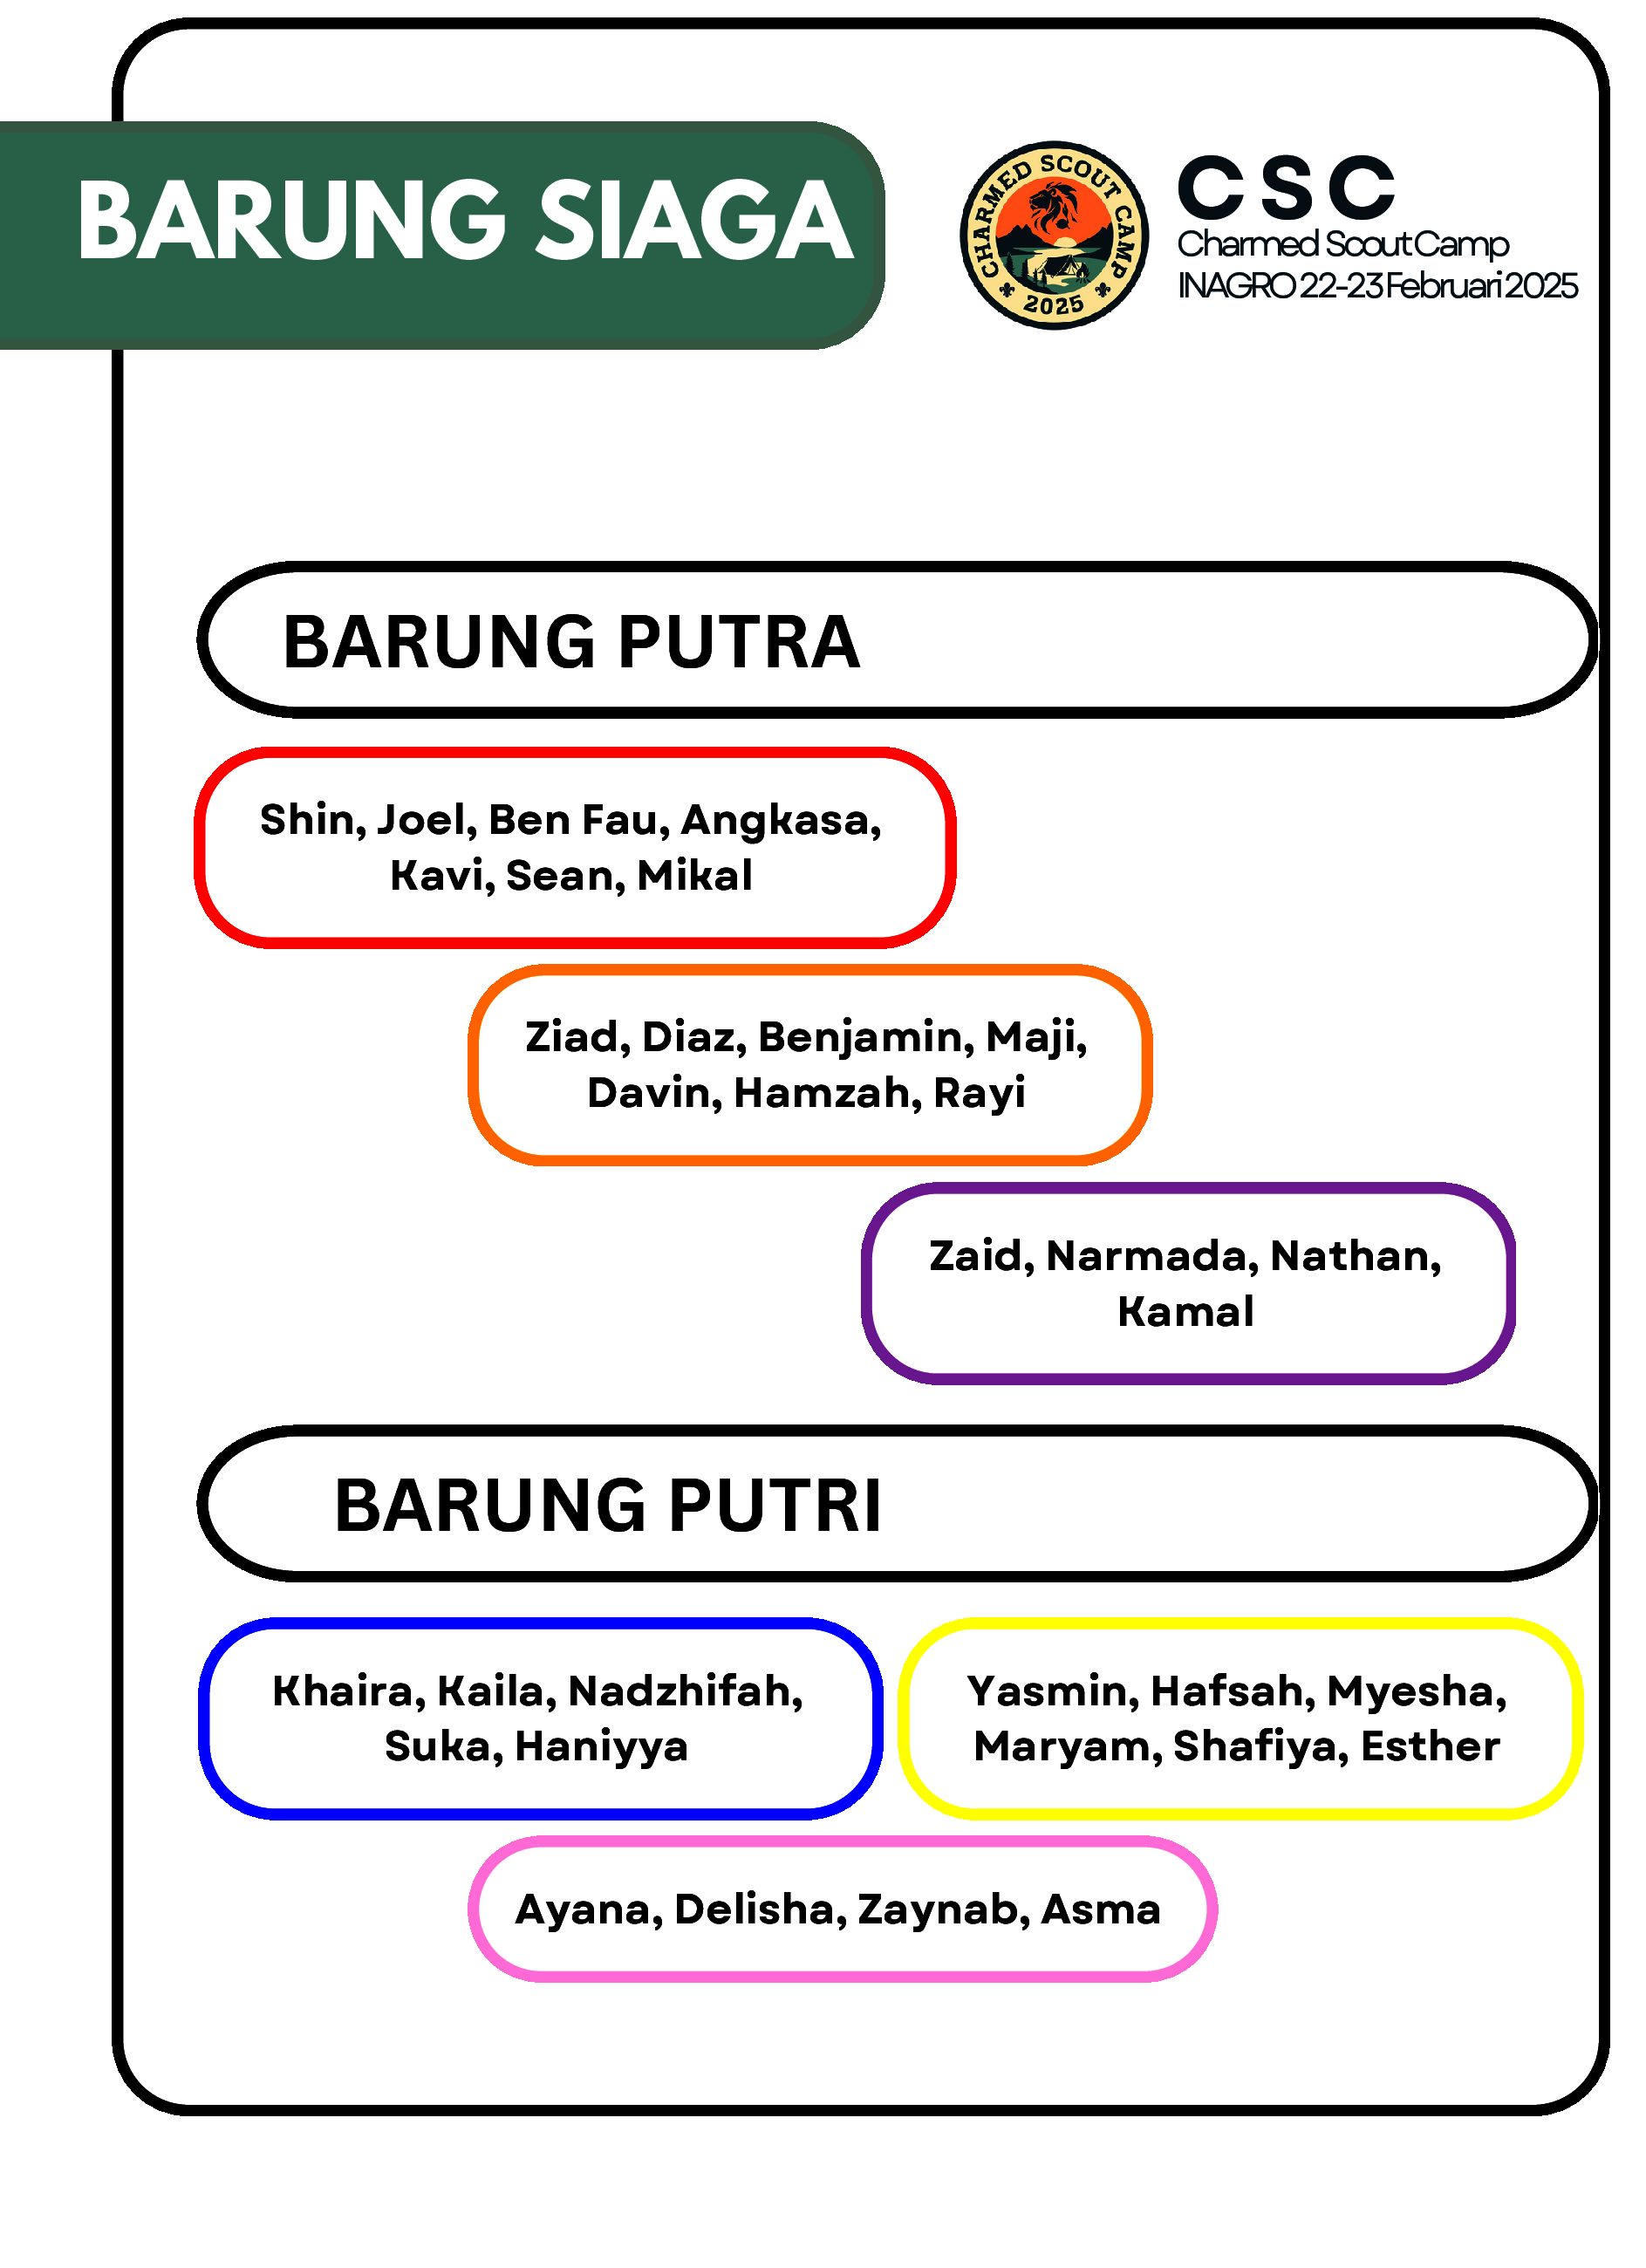 BARUNG SIAGA
CHARMED SCOUT CAMP
2025
CSC
Charmed Scout Camp
INAGRO 22-23 Februari 2025
BARUNG PUTRA
Shin, Joel, Ben Fau, Angkasa,
Kavi, Sean, Mikal
Ziad, Diaz, Benjamin, Maji,
Davin, Hamzah, Rayi
Zaid, Narmada, Nathan,
Kamal
BARUNG PUTRI
Khaira, Kaila, Nadzhifah,
Suka, Haniyya
Yasmin, Hafsah, Myesha,
Maryam, Shafiya, Esther
Ayana, Delisha, Zaynab, Asma